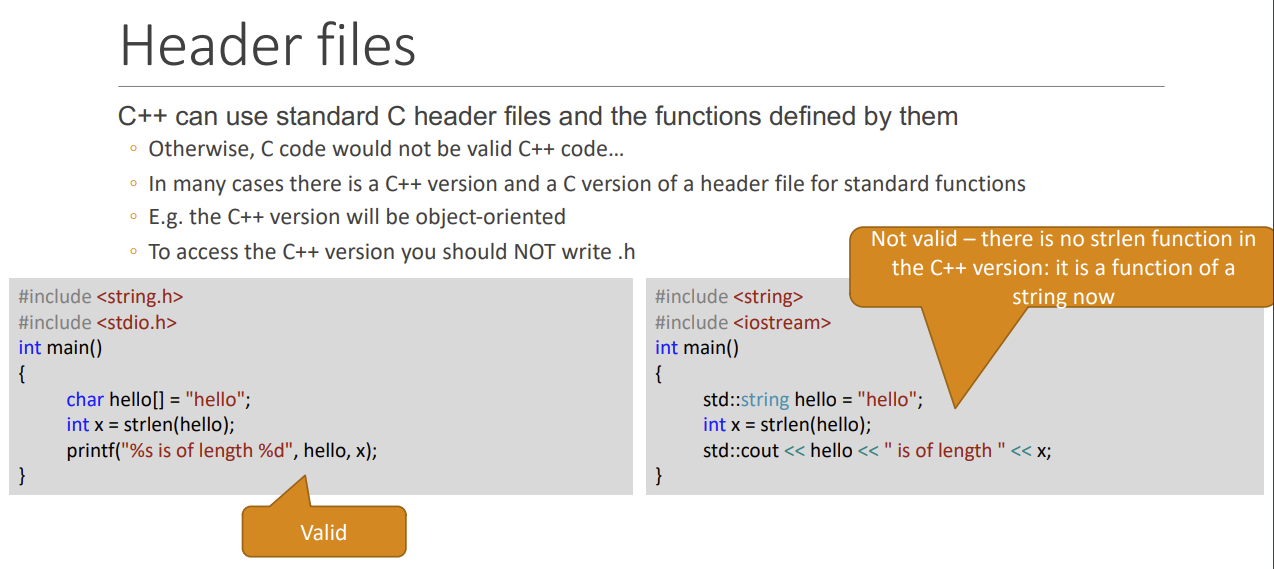 Header files
C++ can use standard C header files and the functions defined by them
◦ Otherwise, C code would not be valid C++ code…
◦ In many cases there is a C++ version and a C version of a header file for standard functions
◦ E.g. the C++ version will be object-oriented
◦ To access the C++ version you should NOT write .h
Not valid – there is no strlen function in
the C++ version: it is a function of a
string now
#include <string.h>
#include <stdio.h>
int main()
{
char hello[] = "hello";
int x = strlen(hello);
printf("%s is of length %d", hello, x);
}
Valid
#include <string>
#include <iostream>
int main()
{
std::string hello = "hello";
int x = strlen(hello);
std::cout << hello << " is of length " << x;
}